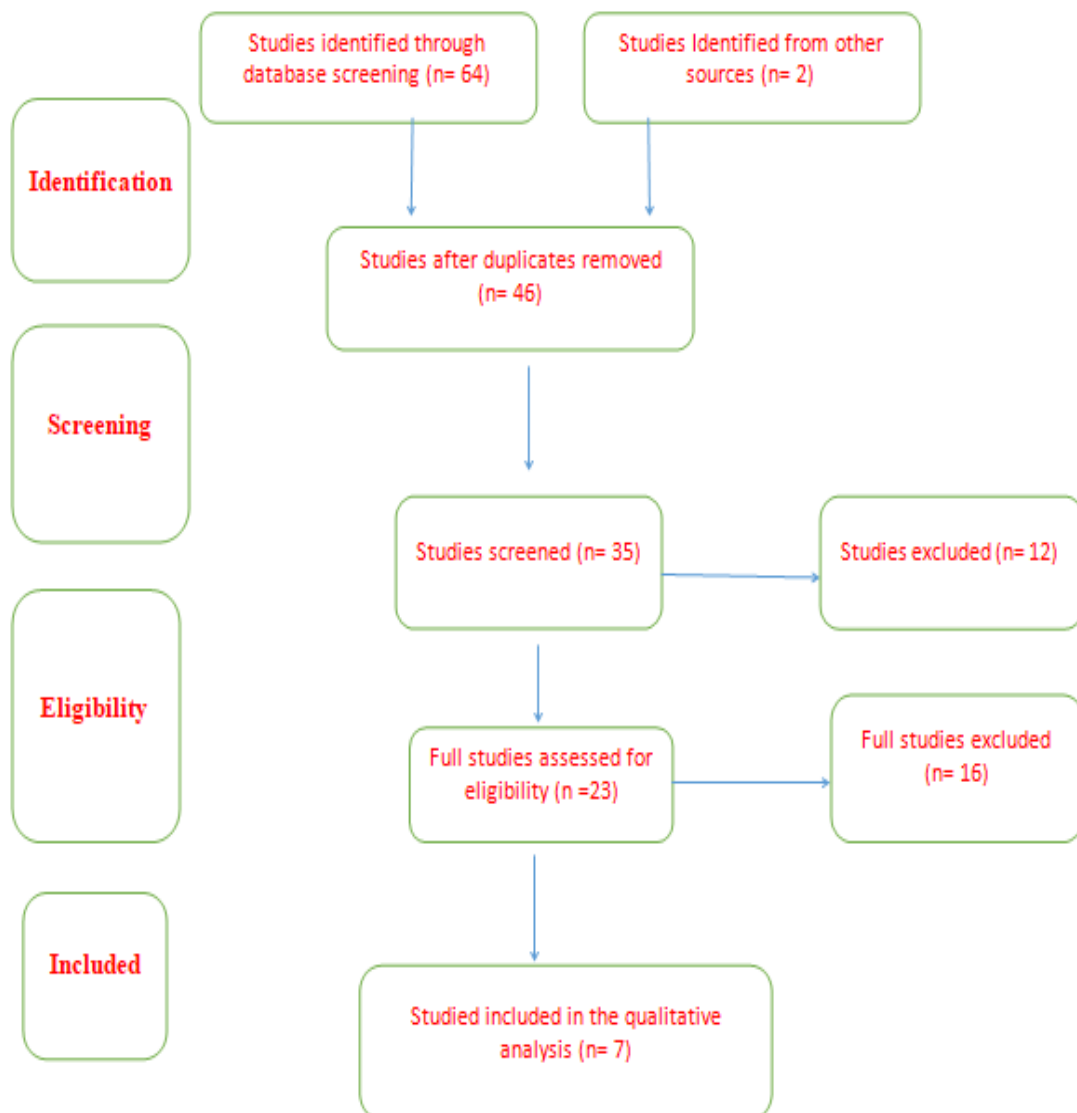 Studies identified through
database screening (n= 64)
Studies Identified from other
sources (n= 2)
Identification
Studies after duplicates removed
(n= 46)
Screening
Studies screened (n= 35)
Studies excluded (n= 12)
Eligibility
Full studies assessed for
eligibility (n =23)
Full studies excluded
(n= 16)
Included
Studied included in the qualitative
analysis (n= 7)